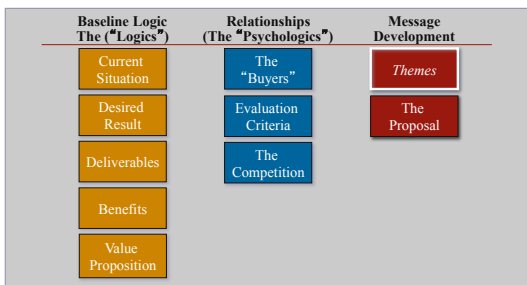 Baseline Logic
The (“Logics”)
Relationships
(The “Psychologics”)
Message
Development
Current
Situation
Desired
Result
Deliverables
Benefits
Value
Proposition
The
“Buyers”
Evaluation
Criteria
The
Competition
Themes
The
Proposal